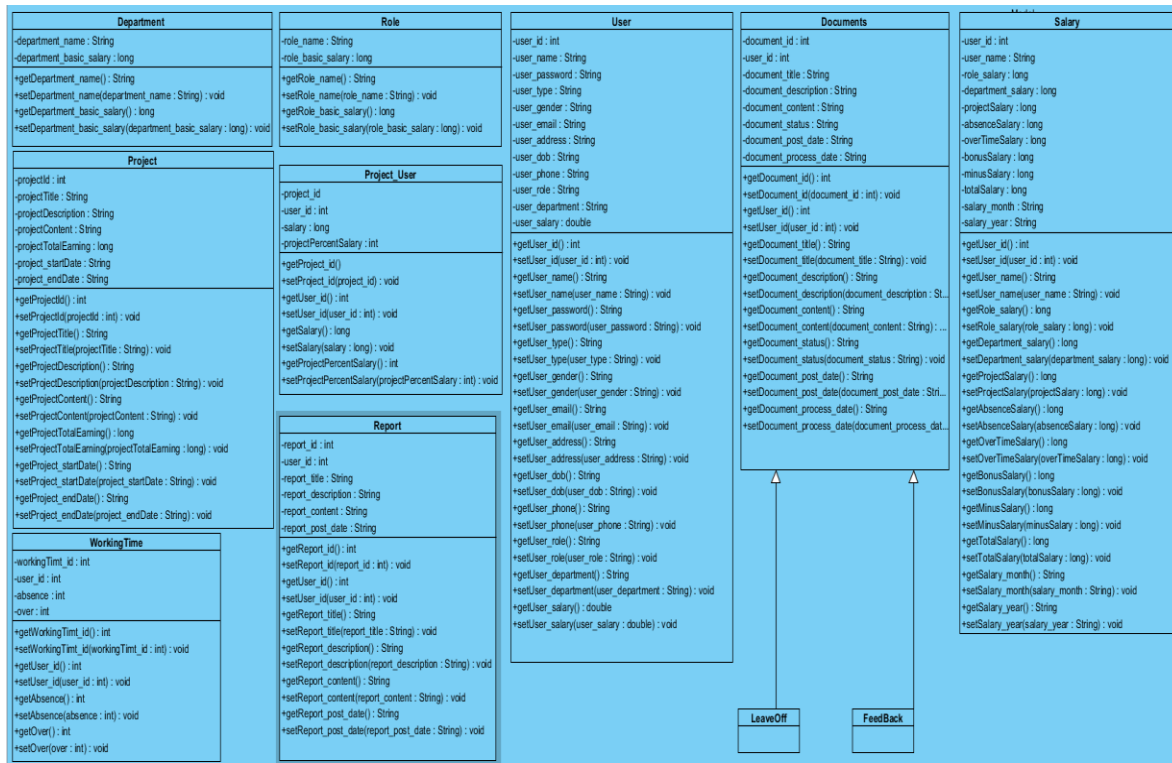 Department
-department_name : String
-department_basic_salary : long
+getDepartment_name() : String
+setDepartment_name(department_name : String) : void
+getDepartment_basic_salary() : long
+setDepartment_basic_salary(department_basic_salary : long) : void
Role
-role_name : String
-role_basic_salary : long
+getRole_name() : String
+setRole_name(role_name : String) : void
+getRole_basic_salary() : long
+setRole_basic_salary(role_basic_salary : long) : void
Project
-projectId : int
-projectTitle : String
-projectDescription : String
-projectContent : String
-projectTotalEarning : long
-project_startDate : String
-project_endDate : String
+getProjectId() : int
+setProjectId(projectId : int) : void
+getProjectTitle() : String
+setProjectTitle(projectTitle : String) : void
+getProjectDescription() : String
+setProjectDescription(projectDescription : String) : void
+getProjectContent() : String
+setProjectContent(projectContent : String) : void
+getProjectTotalEarning() : long
+setProjectTotalEarning(projectTotalEarning : long) : void
+getProject_startDate() : String
+setProject_startDate(project_startDate : String) : void
+getProject_endDate() : String
+setProject_endDate(project_endDate : String) : void
Project_User
-project_id
-user_id : int
-salary : long
-projectPercentSalary : int
+getProject_id()
+setProject_id(project_id) : void
+getUser_id() : int
+setUser_id(user_id : int) : void
+getSalary() : long
+setSalary(salary : long) : void
+getProjectPercentSalary() : int
+setProjectPercentSalary(projectPercentSalary : int) : void
WorkingTime
-workingTimt_id : int
-user_id : int
-absence : int
-over : int
+getWorkingTimt_id() : int
+setWorkingTimt_id(workingTimt_id : int) : void
+getUser_id() : int
+setUser_id(user_id : int) : void
+getAbsence() : int
+setAbsence(absence : int) : void
+getOver() : int
+setOver(over : int) : void
Report
-report_id : int
-user_id : int
-report_title : String
-report_description : String
-report_content : String
-report_post_date : String
+getReport_id() : int
+setReport_id(report_id : int) : void
+getUser_id() : int
+setUser_id(user_id : int) : void
+getReport_title() : String
+setReport_title(report_title : String) : void
+getReport_description() : String
+setReport_description(report_description : String) : void
+getReport_content() : String
+setReport_content(report_content : String) : void
+getReport_post_date() : String
+setReport_post_date(report_post_date : String) : void
User
-user_id : int
-user_name : String
-user_password : String
-user_type : String
-user_gender : String
-user_email : String
-user_address : String
-user_dob : String
-user_phone : String
-user_role : String
-user_department : String
-user_salary : double
+getUser_id() : int
+setUser_id(user_id : int) : void
+getUser_name() : String
+setUser_name(user_name : String) : void
+getUser_password() : String
+setUser_password(user_password : String) : void
+getUser_type() : String
+setUser_type(user_type : String) : void
+getUser_gender() : String
+setUser_gender(user_gender : String) : void
+getUser_email() : String
+setUser_email(user_email : String) : void
+getUser_address() : String
+setUser_address(user_address : String) : void
+getUser_dob() : String
+setUser_dob(user_dob : String) : void
+getUser_phone() : String
+setUser_phone(user_phone : String) : void
+getUser_role() : String
+setUser_role(user_role : String) : void
+getUser_department() : String
+setUser_department(user_department : String) : void
+getUser_salary() : double
+setUser_salary(user_salary : double) : void
Documents
-document_id : int
-user_id : int
-document_title : String
-document_description : String
-document_content : String
-document_status : String
-document_post_date : String
-document_process_date : String
+getDocument_id() : int
+setDocument_id(document_id : int) : void
+getUser_id() : int
+setUser_id(user_id : int) : void
+getDocument_title() : String
+setDocument_title(document_title : String) : void
+getDocument_description() : String
+setDocument_description(document_description : St...
+getDocument_content() : String
+setDocument_content(document_content : String) : ...
+getDocument_status() : String
+setDocument_status(document_status : String) : void
+getDocument_post_date() : String
+setDocument_post_date(document_post_date : Stri...
+getDocument_process_date() : String
+setDocument_process_date(document_process_dat...
LeaveOff
FeedBack
Salary
-user_id : int
-user_name : String
-role_salary : long
-department_salary : long
-projectSalary : long
-absenceSalary : long
-overTimeSalary : long
-bonusSalary : long
-minusSalary : long
-totalSalary : long
-salary_month : String
-salary_year : String
+getUser_id() : int
+setUser_id(user_id : int) : void
+getUser_name() : String
+setUser_name(user_name : String) : void
+getRole_salary() : long
+setRole_salary(role_salary : long) : void
+getDepartment_salary() : long
+setDepartment_salary(department_salary : long) : void
+getProjectSalary() : long
+setProjectSalary(projectSalary : long) : void
+getAbsenceSalary() : long
+setAbsenceSalary(absenceSalary : long) : void
+getOverTimeSalary() : long
+setOverTimeSalary(overTimeSalary : long) : void
+getBonusSalary() : long
+setBonusSalary(bonusSalary : long) : void
+getMinusSalary() : long
+setMinusSalary(minusSalary : long) : void
+getTotalSalary() : long
+setTotalSalary(totalSalary : long) : void
+getSalary_month() : String
+setSalary_month(salary_month : String) : void
+getSalary_year() : String
+setSalary_year(salary_year : String) : void